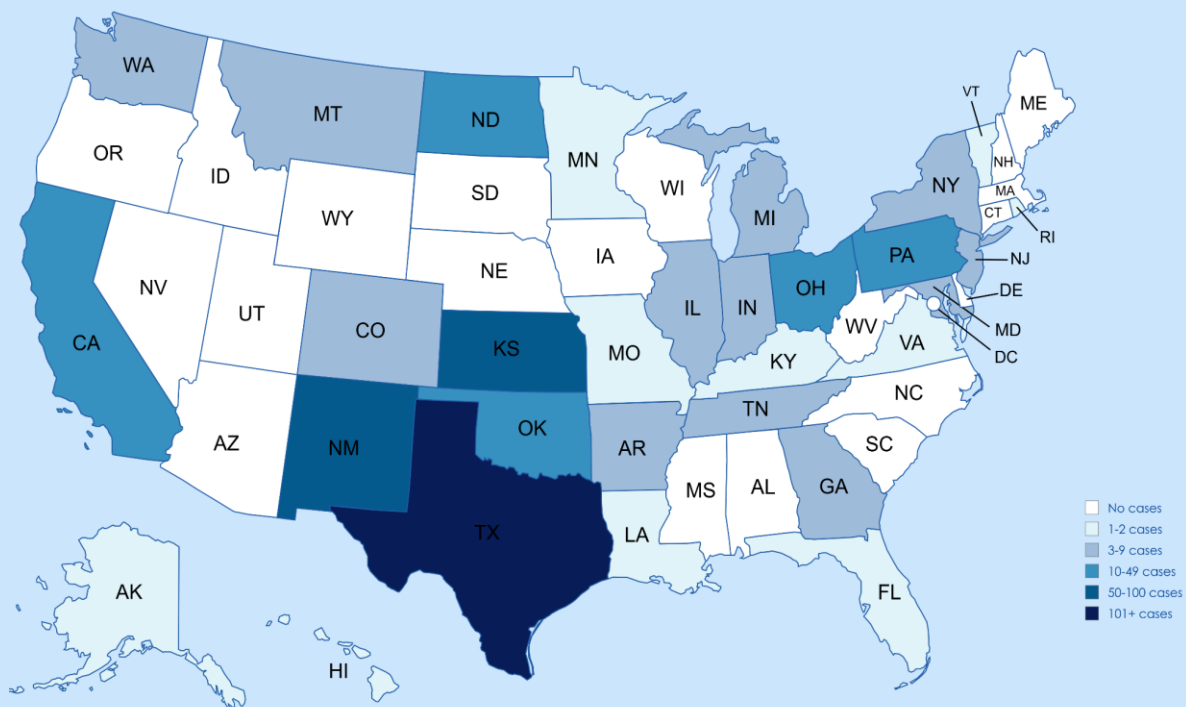 WA
MT
ND
MN
VT
ME
OR
ID
SD
WI
NH
NY
MA
WY
MI
CT
RI
IA
PA
NE
NJ
NV
OH
UT
IL
IN
DE
CO
WV
MD
CA
KS
MO
VA
DC
KY
NC
TN
OK
AZ
NM
AR
SC
MS
AL
GA
No cases
TX
1-2 cases
LA
3-9 cases
10-49 cases
AK
FL
50-100 cases
101+ cases
HI